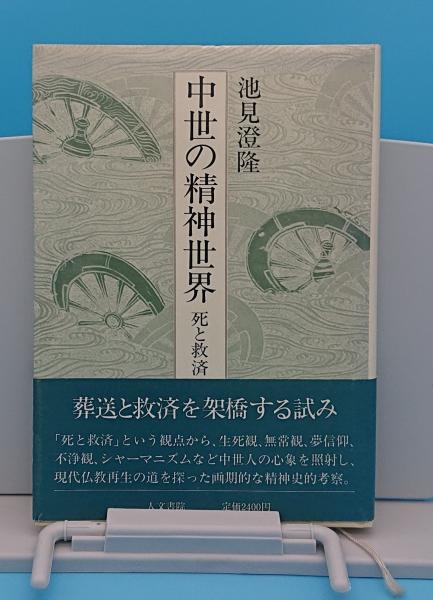 池見澄隆
中世の精神世界
死と救済
葬送と救済を架橋する試み
「死と救済」という観点から、生死観、無常観、夢信仰、
不浄観、シャーマニズムなど中世人の心象を照射し、
現代仏教再生の道を探った画期的な精神史的考察。
人文書院 定価2400円